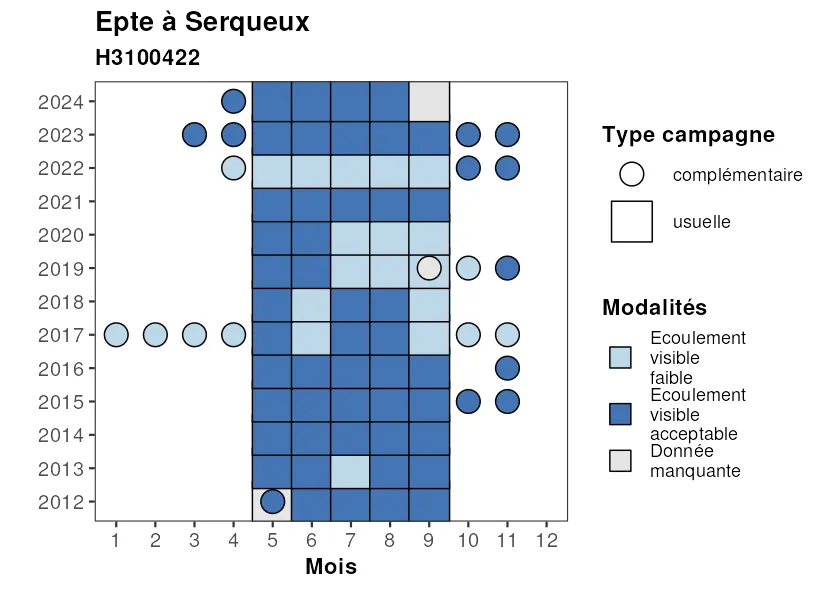 Epte à Serqueux
H3100422
2024
2023
2022
2021
2020
2019
2018
2017
2016
2015
2014
2013
2012
1 2 3 4 5 6 7 8 9 10 11 12
Mois
Type campagne
complémentaire
usuelle
Modalités
Ecoulement
visible
faible
Ecoulement
visible
acceptable
Donnée
manquante